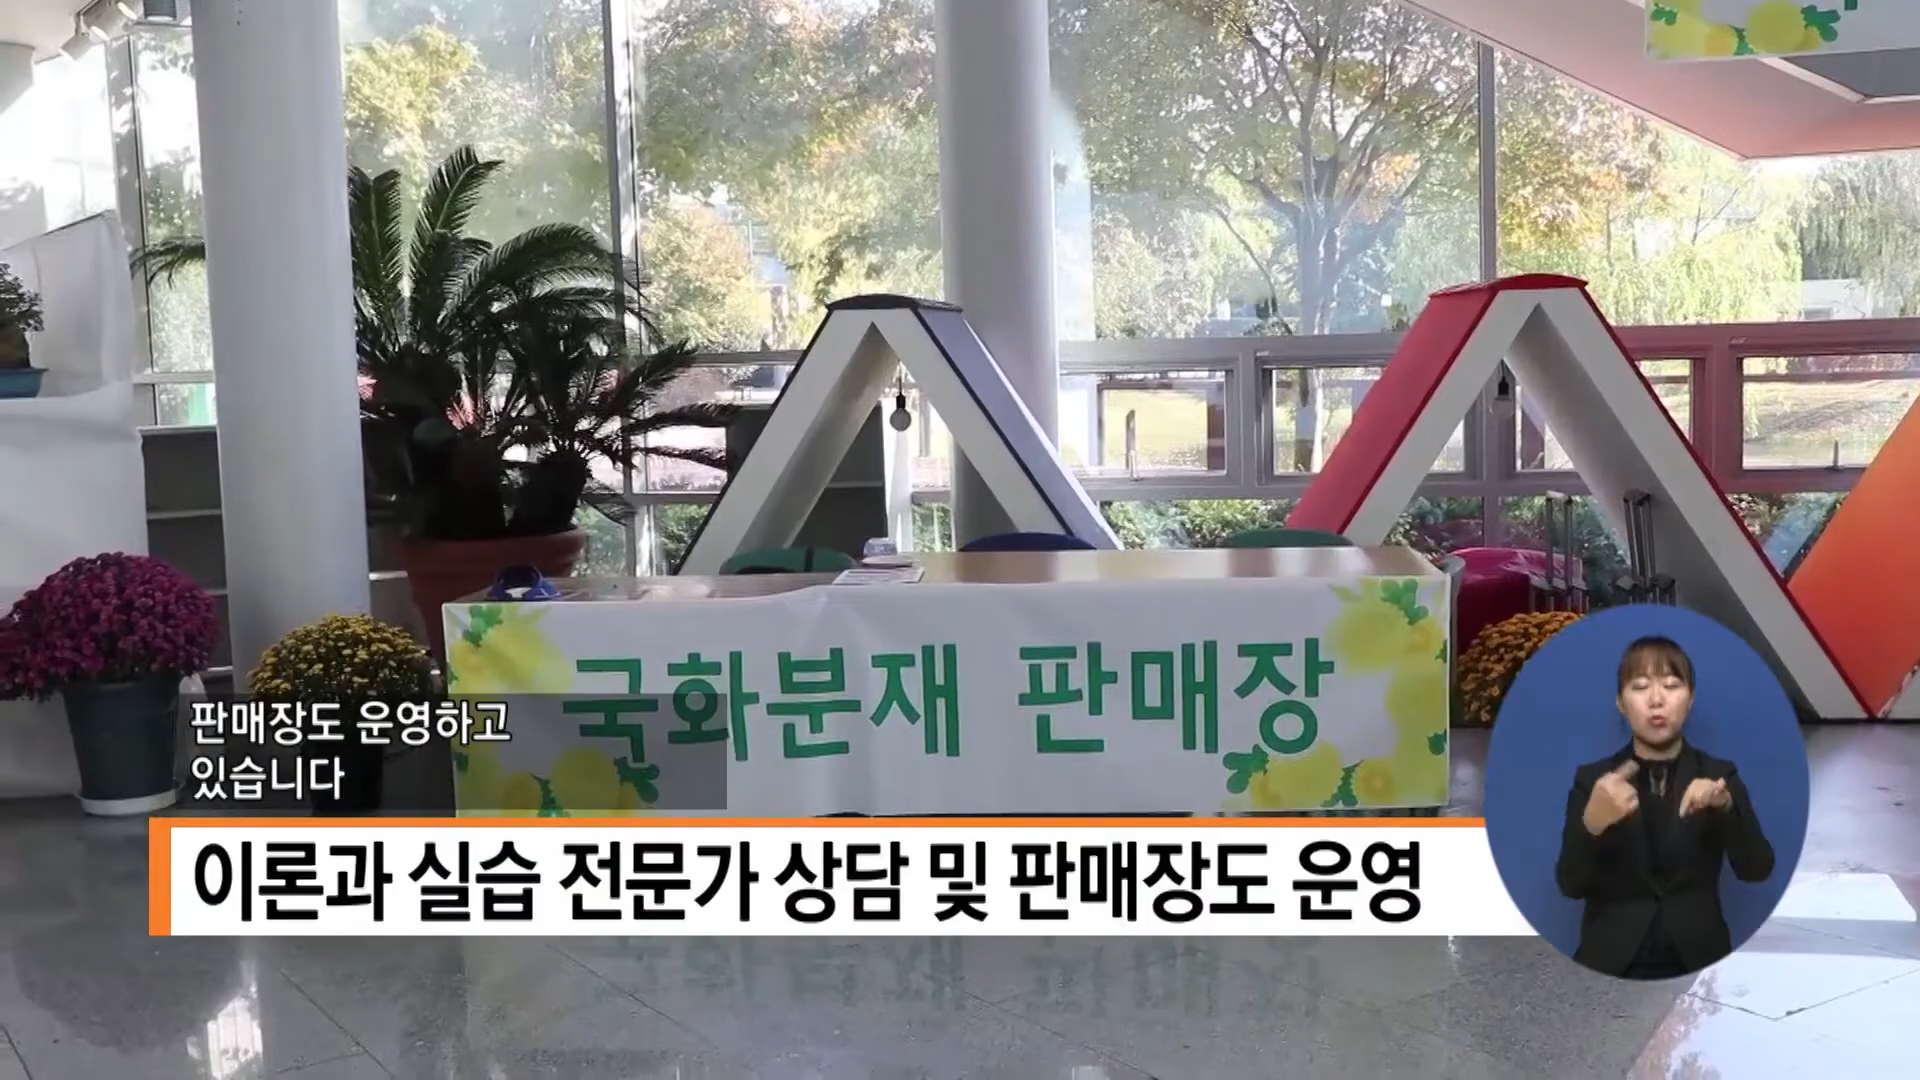 국화분재 판매장
판매장도 운영하고
있습니다
이론과 실습 전문가 상담 및 판매장도 운영